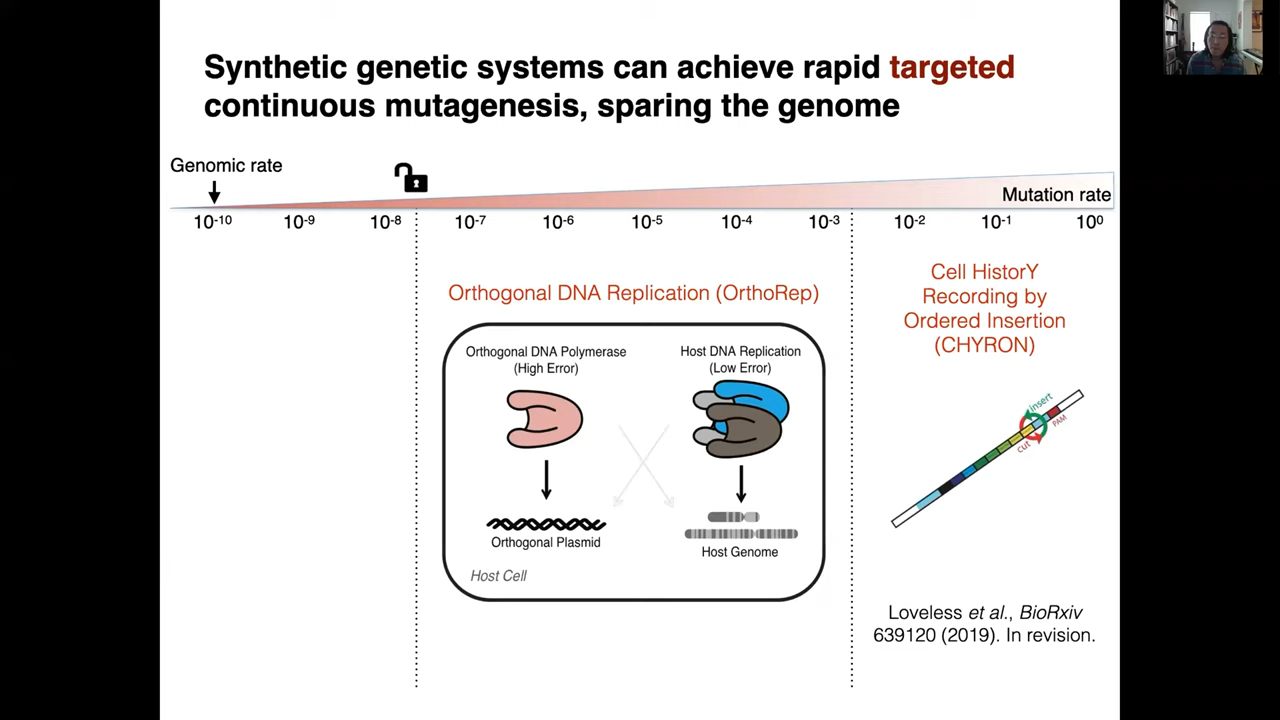 Synthetic genetic systems can achieve rapid targeted
continuous mutagenesis, sparing the genome
Genomic rate
Mutation rate
10⁻¹⁰ 10⁻⁹ 10⁻⁸ 10⁻⁷ 10⁻⁶ 10⁻⁵ 10⁻⁴ 10⁻³ 10⁻² 10⁻¹ 10⁰
Orthogonal DNA Replication (OrthoRep)
Orthogonal DNA Polymerase
(High Error)
Host DNA Replication
(Low Error)
Orthogonal Plasmid
Host Genome
Host Cell
Cell HistorY
Recording by
Ordered Insertion
(CHYRON)
insert
cut
PAM
Loveless et al., BioRxiv
639120 (2019). In revision.